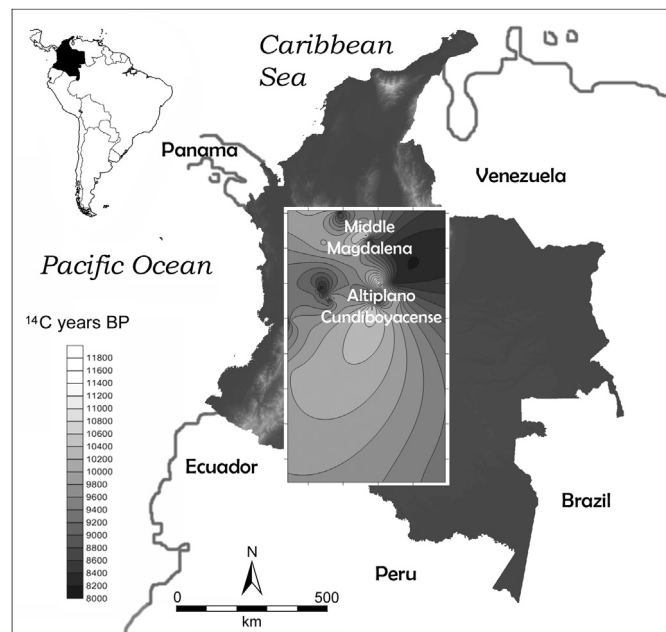 Caribbean
Sea
Panama
Venezuela
Middle
Magdalena
Pacific Ocean
Altiplano
Cundiboyacense
14C years BP
11800
11600
11400
11200
11000
10800
10600
10400
10200
10000
9800
9600
9400
9200
9000
8800
8600
8400
8200
8000
Ecuador
Brazil
N
Peru
0 500
km